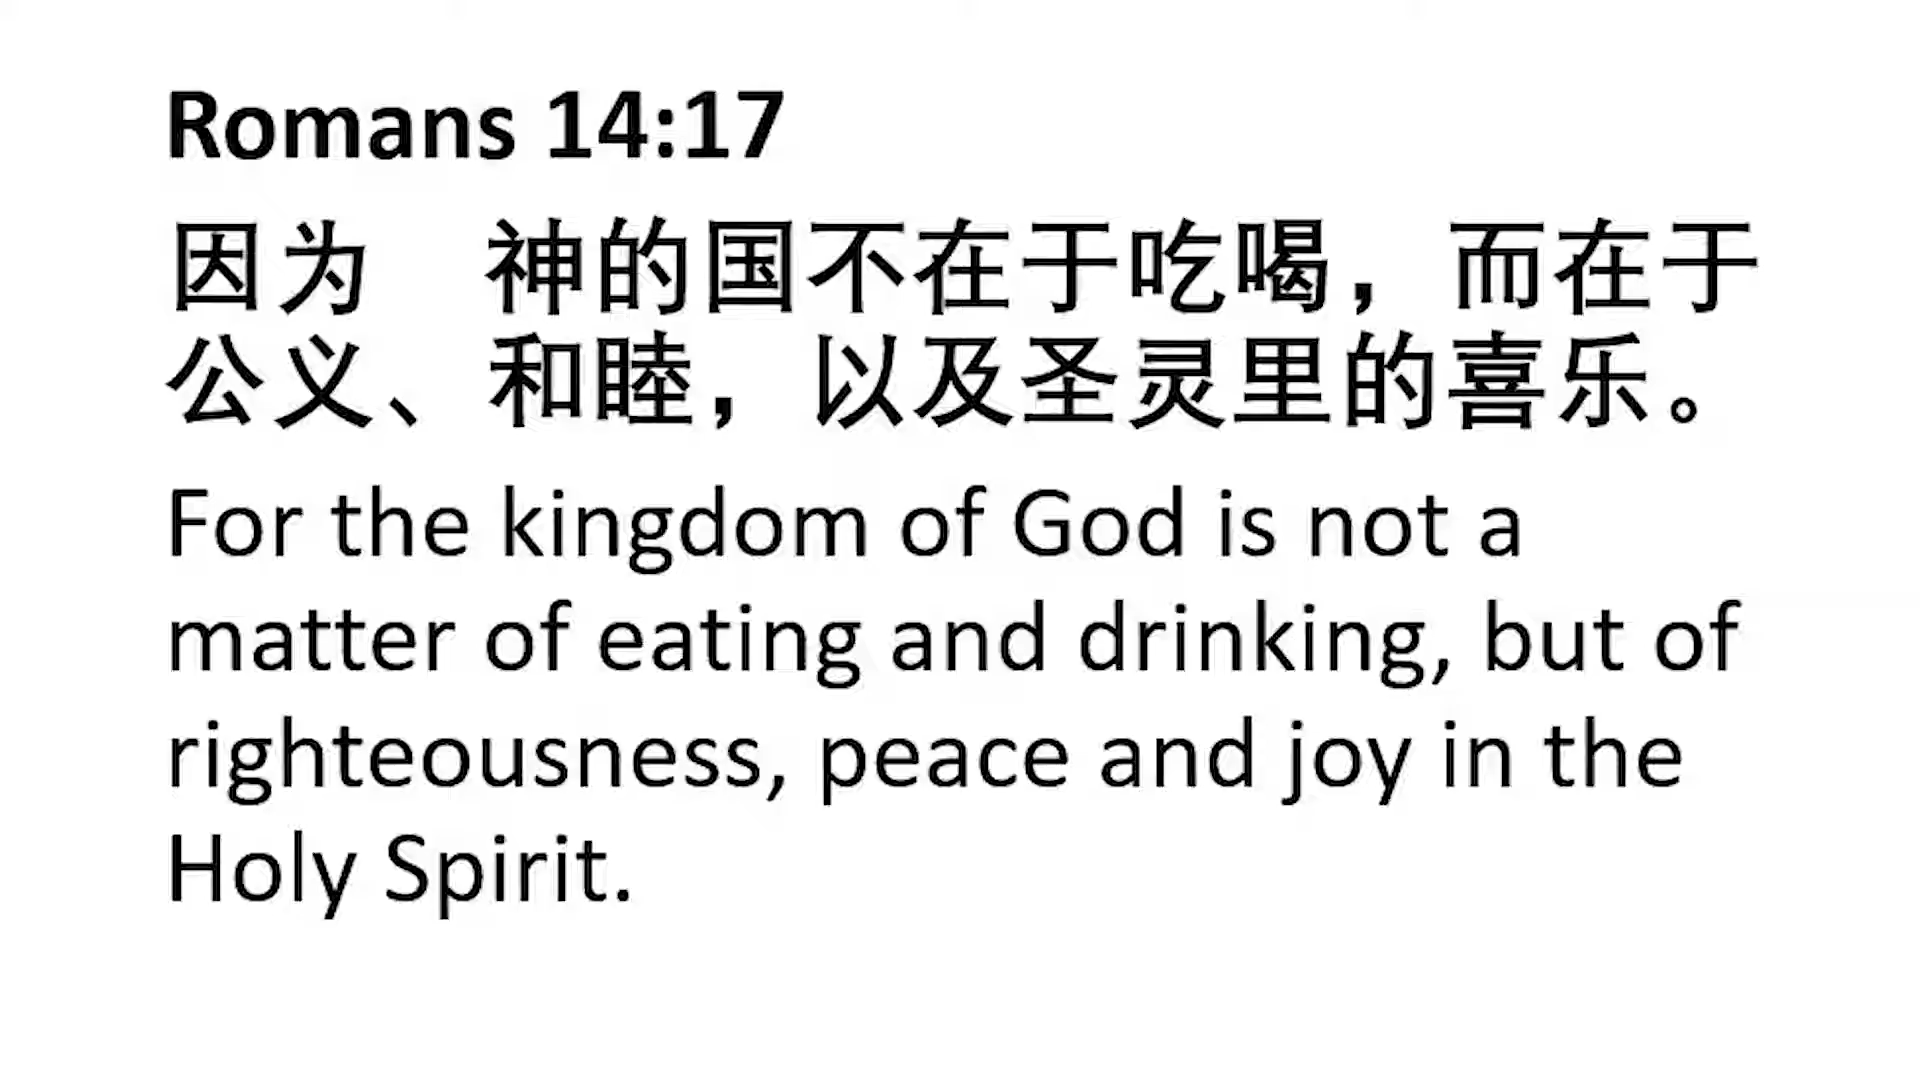 Romans 14:17
因为　神的国不在于吃喝，而在于
公义、和睦，以及圣灵里的喜乐。
For the kingdom of God is not a
matter of eating and drinking, but of
righteousness, peace and joy in the
Holy Spirit.